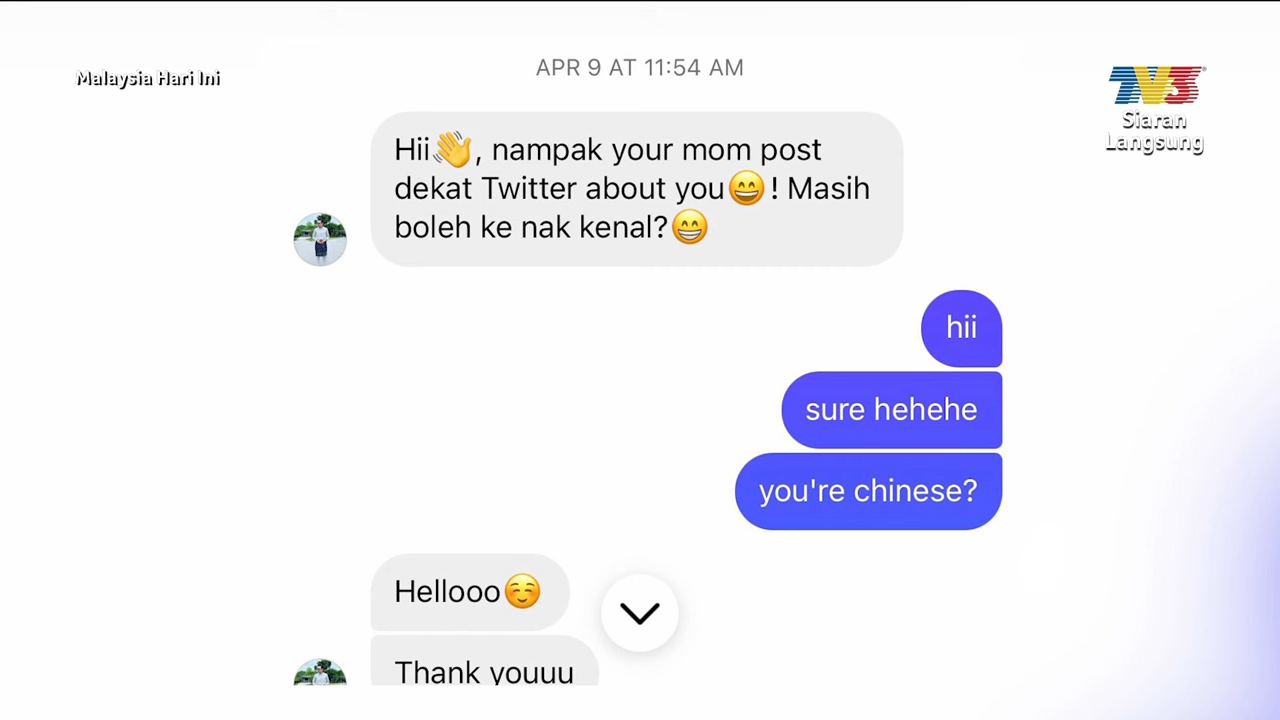 Malaysia Hari Ini
TV3
Siaran
Langsung
APR 9 AT 11:54 AM
Hii👋, nampak your mom post
dekat Twitter about you😄! Masih
boleh ke nak kenal?😁
hii
sure hehehe
you're chinese?
Hellooo☺️
Thank youuu